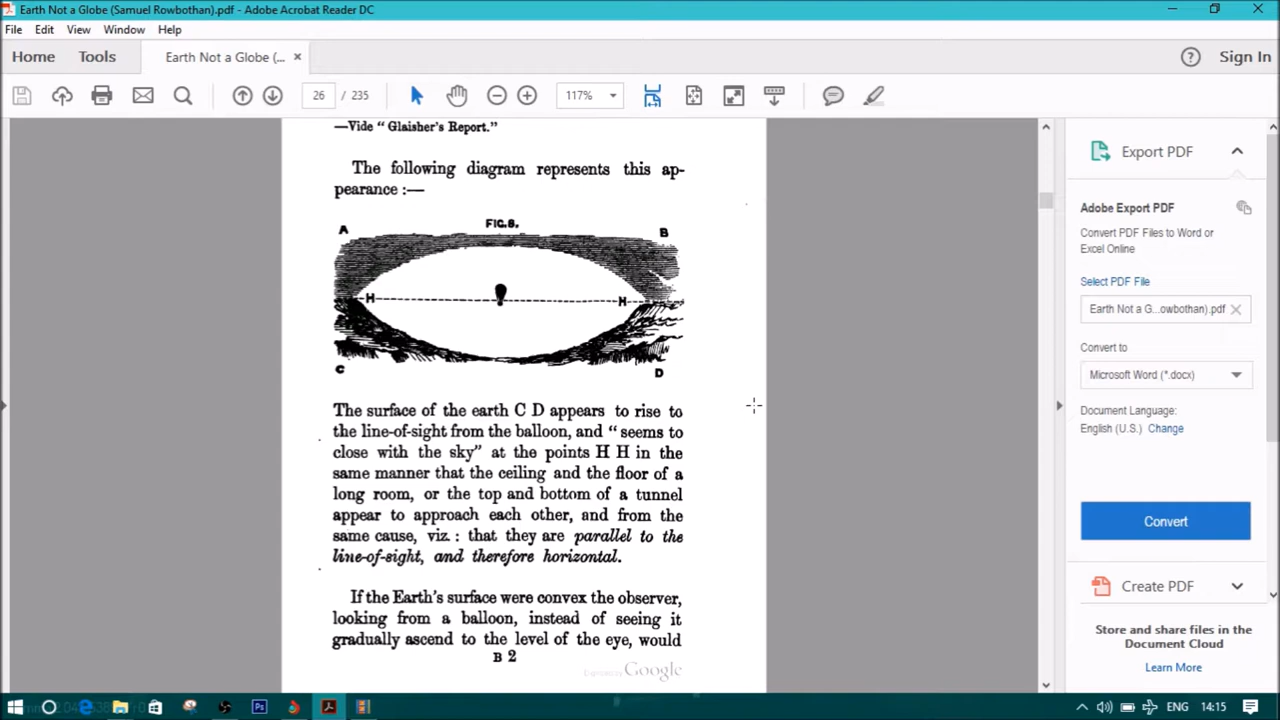 Earth Not a Globe (Samuel Rowbothan).pdf - Adobe Acrobat Reader DC
File Edit View Window Help
Home Tools Earth Not a Globe (... × Sign In
26 / 235 117%
—Vide “ Glaisher's Report.”
The following diagram represents this ap-
pearance :—
FIG.8.
A B
H H
C D
The surface of the earth C D appears to rise to
the line-of-sight from the balloon, and “ seems to
close with the sky” at the points H H in the
same manner that the ceiling and the floor of a
long room, or the top and bottom of a tunnel
appear to approach each other, and from the
same cause, viz. : that they are parallel to the
line-of-sight, and therefore horizontal.
If the Earth's surface were convex the observer,
looking from a balloon, instead of seeing it
gradually ascend to the level of the eye, would
B 2
Digitized by Google
Export PDF
Adobe Export PDF
Convert PDF Files to Word or
Excel Online
Select PDF File
Earth Not a G...owbothan).pdf
Convert to
Microsoft Word (*.docx)
Document Language:
English (U.S.) Change
Convert
Create PDF
Store and share files in the
Document Cloud
Learn More
ENG 14:15